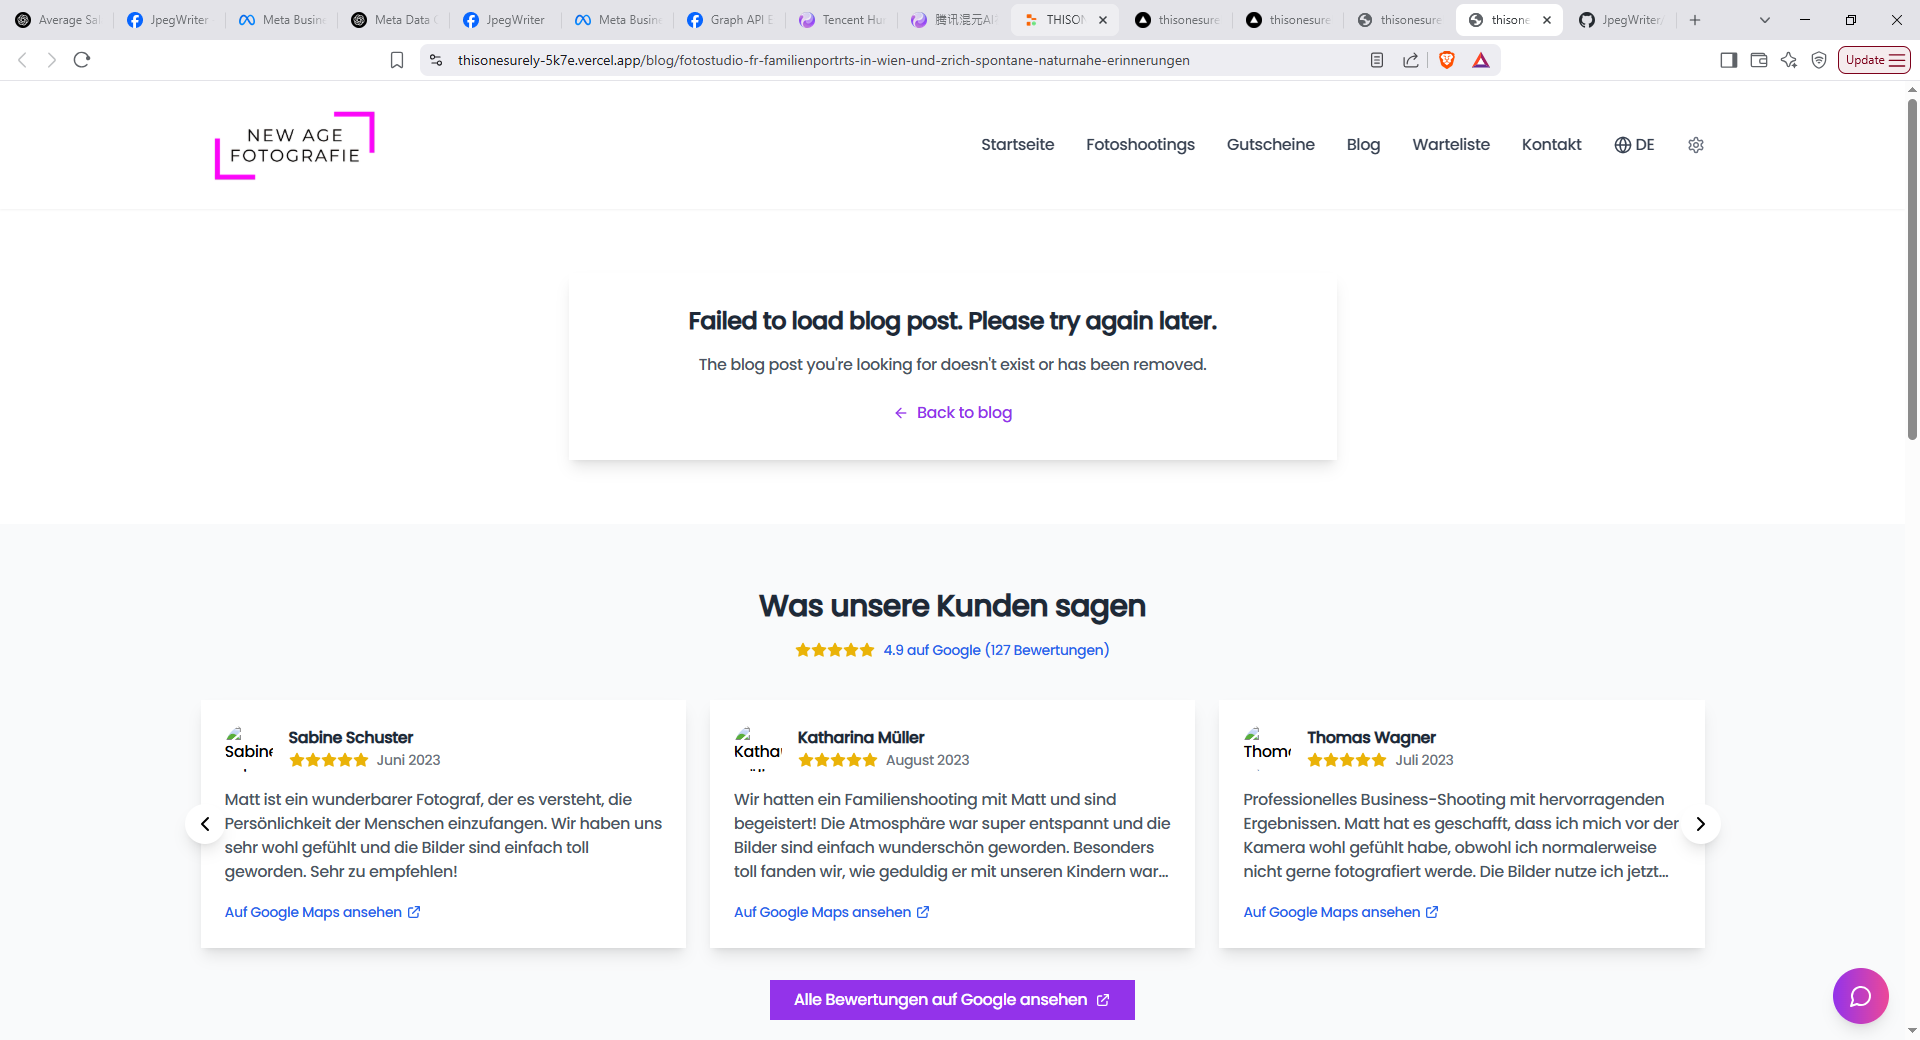 Average Sal
JpegWriter
Meta Busin
Meta Data
JpegWriter
Meta Busin
Graph API E
Tencent Hu
腾讯混元AI
THISON
thisonesure
thisonesure
thisonesure
thisone
JpegWriter/
thisonesurely-5k7e.vercel.app/blog/fotostudio-fr-familienportrts-in-wien-und-zrich-spontane-naturnahe-erinnerungen
Update
NEW AGE
FOTOGRAFIE
Startseite
Fotoshootings
Gutscheine
Blog
Warteliste
Kontakt
DE
Failed to load blog post. Please try again later.
The blog post you're looking for doesn't exist or has been removed.
Back to blog
Was unsere Kunden sagen
4.9 auf Google (127 Bewertungen)
Sabine
Sabine Schuster
Juni 2023
Matt ist ein wunderbarer Fotograf, der es versteht, die
Persönlichkeit der Menschen einzufangen. Wir haben uns
sehr wohl gefühlt und die Bilder sind einfach toll
geworden. Sehr zu empfehlen!
Auf Google Maps ansehen
Katha
Katharina Müller
August 2023
Wir hatten ein Familienshooting mit Matt und sind
begeistert! Die Atmosphäre war super entspannt und die
Bilder sind einfach wunderschön geworden. Besonders
toll fanden wir, wie geduldig er mit unseren Kindern war...
Auf Google Maps ansehen
Thom
Thomas Wagner
Juli 2023
Professionelles Business-Shooting mit hervorragenden
Ergebnissen. Matt hat es geschafft, dass ich mich vor der
Kamera wohl gefühlt habe, obwohl ich normalerweise
nicht gerne fotografiert werde. Die Bilder nutze ich jetzt...
Auf Google Maps ansehen
Alle Bewertungen auf Google ansehen